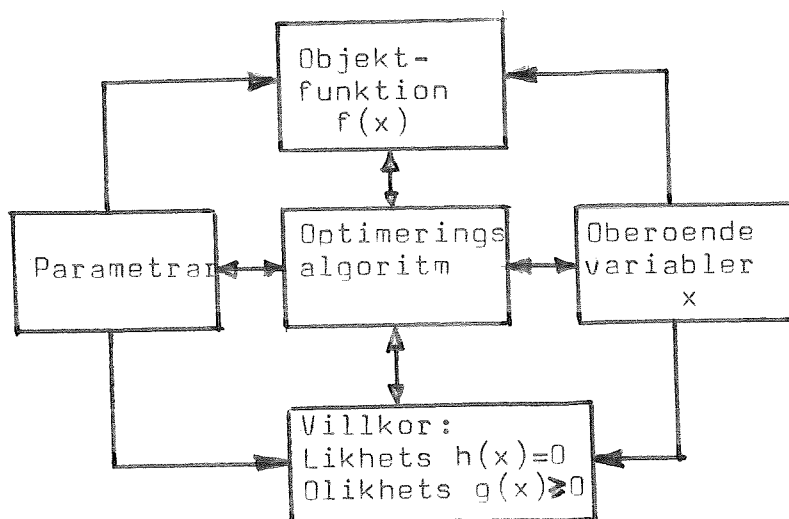 Objekt-
funktion
f(x)
Parametrar
Optimerings
algoritm
Oberoende
variabler
x
Villkor:
Likhets h(x)=0
Olikhets g(x)≥0